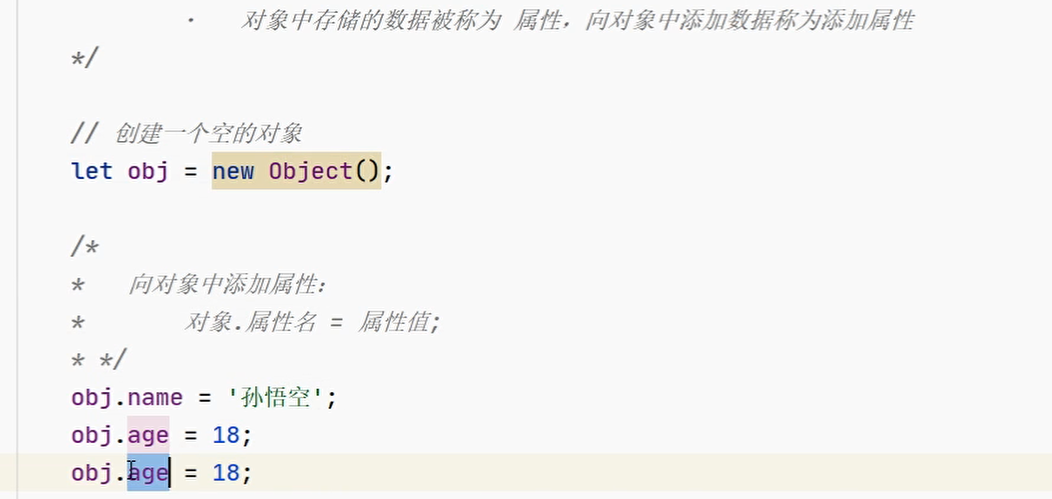 · 对象中存储的数据被称为 属性，向对象中添加数据称为添加属性
*/
// 创建一个空的对象
let obj = new Object();
/*
* 向对象中添加属性：
* 对象.属性名 = 属性值;
* */
obj.name = '孙悟空';
obj.age = 18;
obj.age = 18;